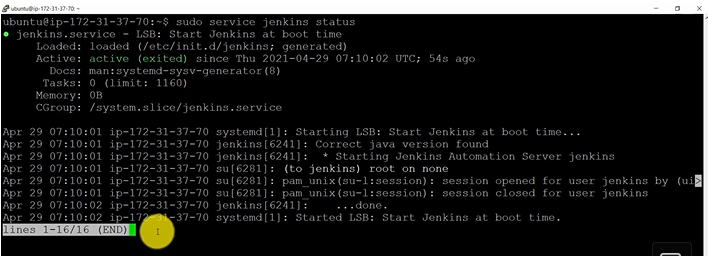 ubuntu@ip-172-31-37-70: ~
ubuntu@ip-172-31-37-70:~$ sudo service jenkins status
● jenkins.service - LSB: Start Jenkins at boot time
Loaded: loaded (/etc/init.d/jenkins; generated)
Active: active (exited) since Thu 2021-04-29 07:10:02 UTC; 54s ago
Docs: man:systemd-sysv-generator(8)
Tasks: 0 (limit: 1160)
Memory: 0B
CGroup: /system.slice/jenkins.service
Apr 29 07:10:01 ip-172-31-37-70 systemd[1]: Starting LSB: Start Jenkins at boot time...
Apr 29 07:10:01 ip-172-31-37-70 jenkins[6241]: Correct java version found
Apr 29 07:10:01 ip-172-31-37-70 jenkins[6241]:  * Starting Jenkins Automation Server jenkins
Apr 29 07:10:01 ip-172-31-37-70 su[6281]: (to jenkins) root on none
Apr 29 07:10:01 ip-172-31-37-70 su[6281]: pam_unix(su-l:session): session opened for user jenkins by (ui>
Apr 29 07:10:01 ip-172-31-37-70 su[6281]: pam_unix(su-l:session): session closed for user jenkins
Apr 29 07:10:02 ip-172-31-37-70 jenkins[6241]:    ...done.
Apr 29 07:10:02 ip-172-31-37-70 systemd[1]: Started LSB: Start Jenkins at boot time.
lines 1-16/16 (END)